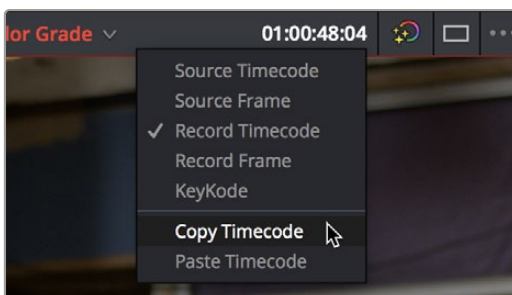 lor Grade 01:00:48:04
Source Timecode
Source Frame
Record Timecode
Record Frame
KeyKode
Copy Timecode
Paste Timecode